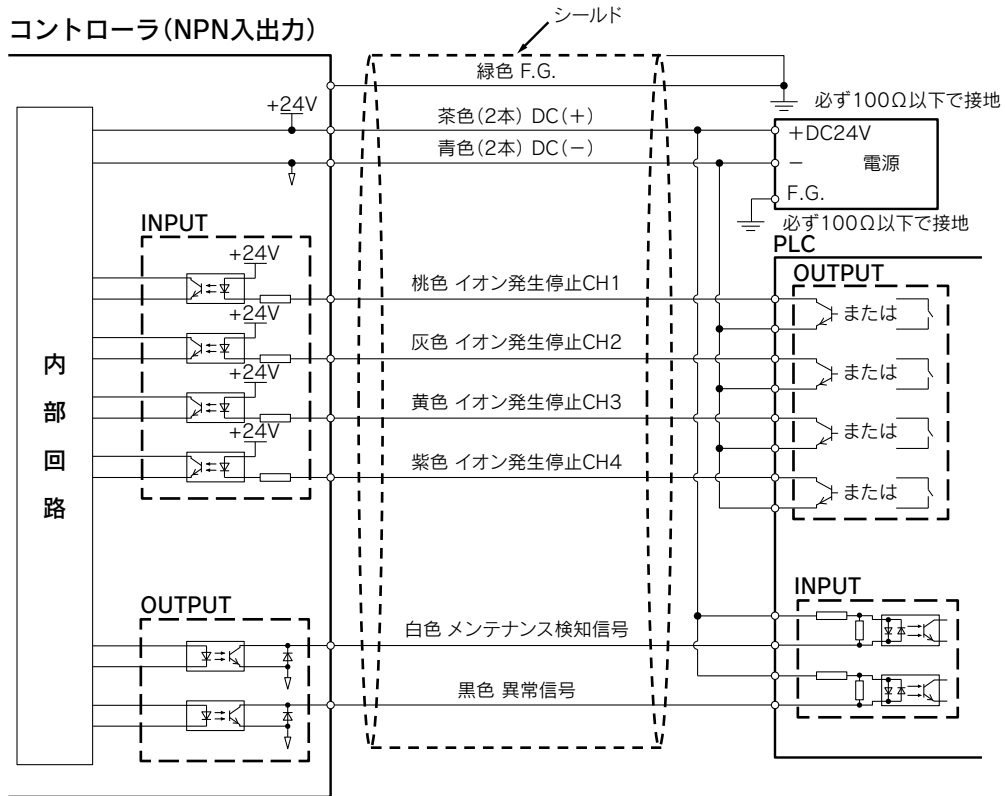 コントローラ(NPN入出力)
シールド
緑色 F.G.
必ず100Ω以下で接地
+24V
茶色(2本) DC(+)
+DC24V
青色(2本) DC(−)
−
電源
F.G.
必ず100Ω以下で接地
INPUT
PLC
+24V
OUTPUT
桃色 イオン発生停止CH1
または
+24V
灰色 イオン発生停止CH2
または
+24V
黄色 イオン発生停止CH3
または
+24V
紫色 イオン発生停止CH4
または
内部回路
OUTPUT
INPUT
白色 メンテナンス検知信号
黒色 異常信号